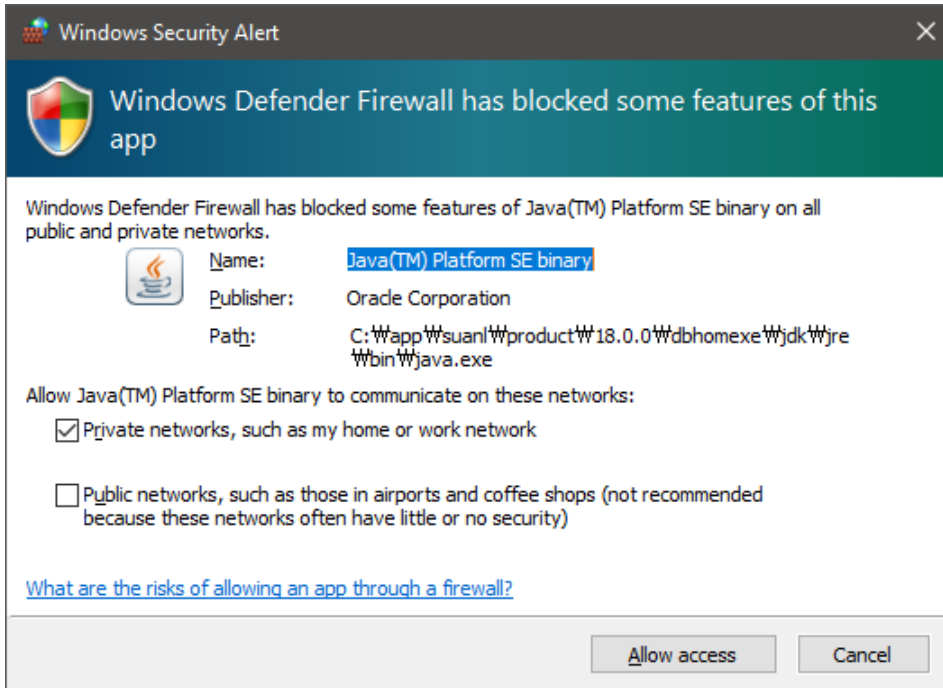 Windows Security Alert
Windows Defender Firewall has blocked some features of this
app
Windows Defender Firewall has blocked some features of Java(TM) Platform SE binary on all
public and private networks.
Name: Java(TM) Platform SE binary
Publisher: Oracle Corporation
Path: C:₩app₩suanl₩product₩18.0.0₩dbhomexe₩jdk₩jre
₩bin₩java.exe
Allow Java(TM) Platform SE binary to communicate on these networks:
Private networks, such as my home or work network
Public networks, such as those in airports and coffee shops (not recommended
because these networks often have little or no security)
What are the risks of allowing an app through a firewall?
Allow access Cancel